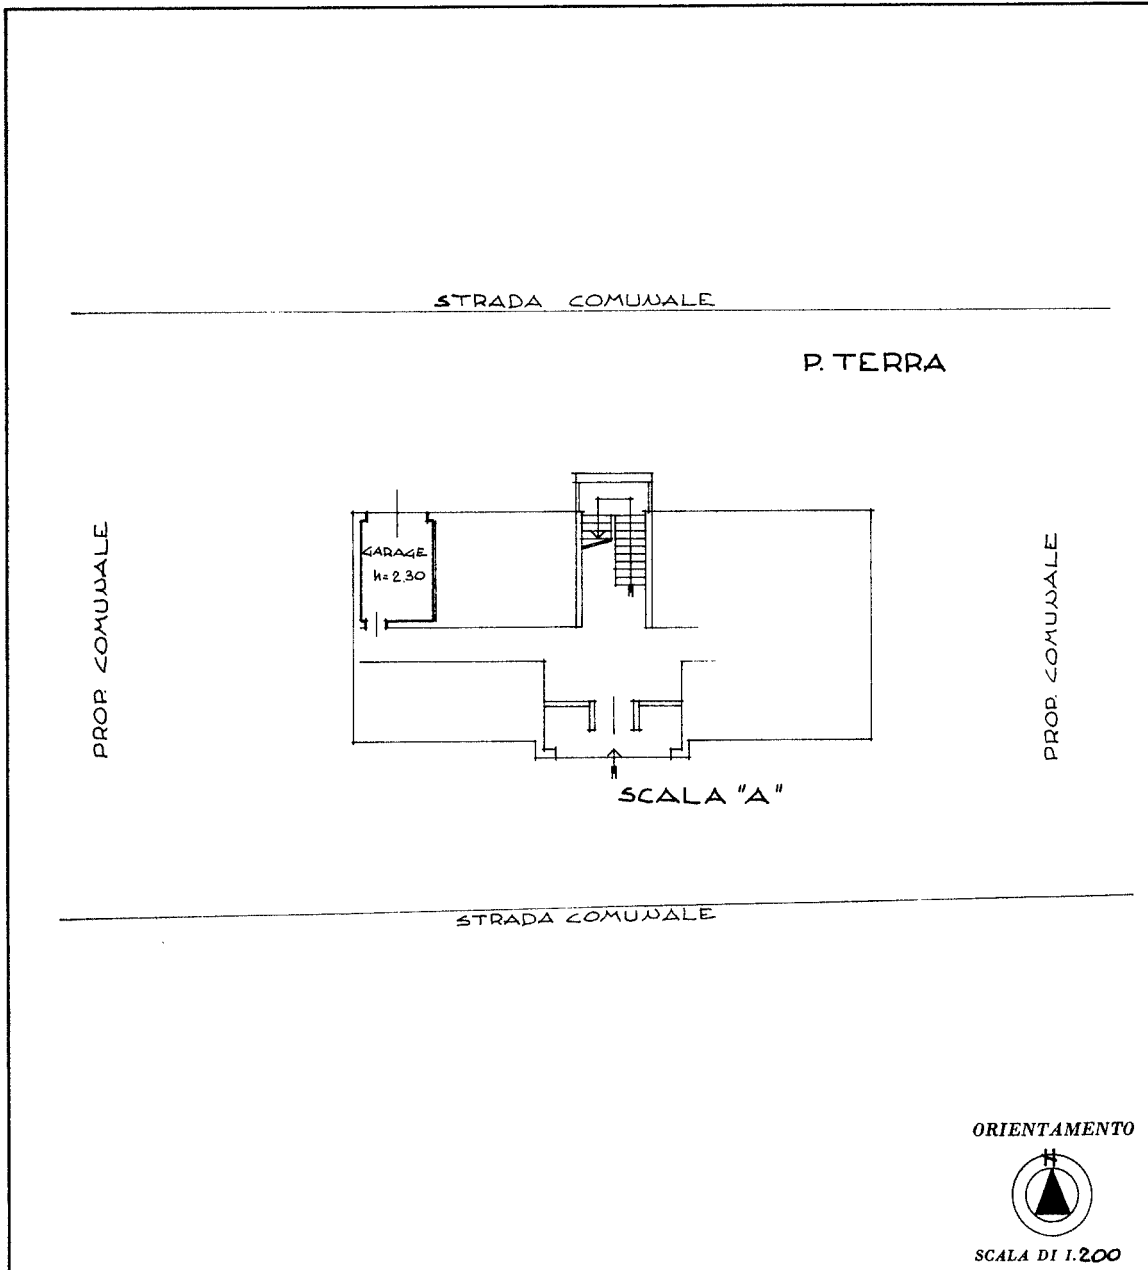 STRADA COMUNALE
P. TERRA
PROP. COMUNALE
GARAGE
h=2.30
PROP. COMUNALE
SCALA "A"
STRADA COMUNALE
ORIENTAMENTO
N
SCALA DI 1:200